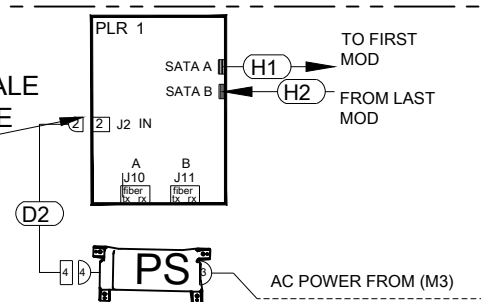 PLR 1
TO FIRST
MOD
SATA A
H1
SATA B
H2
FROM LAST
MOD
ALE
E
2
2
J2 IN
A
B
J10
J11
fiber
tx rx
fiber
tx rx
D2
4
4
PS
3
AC POWER FROM (M3)